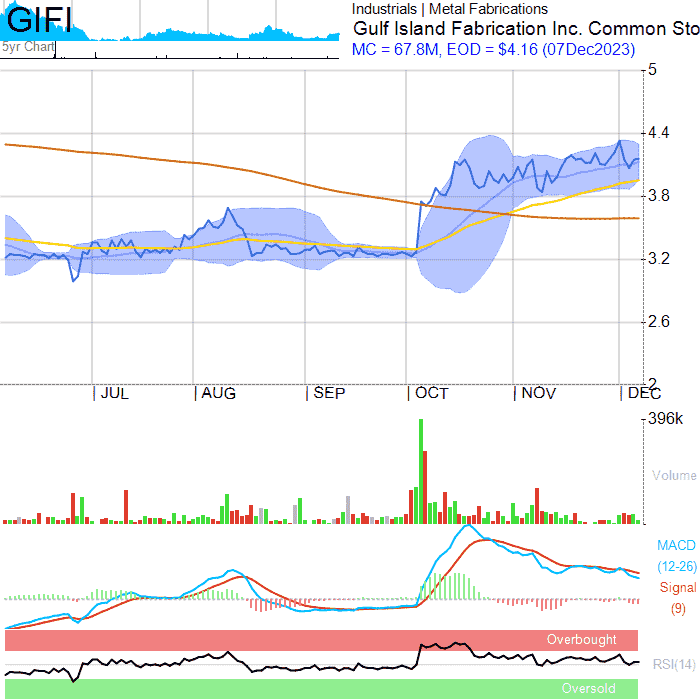 GIFI
5yr Chart
Industrials | Metal Fabrications
Gulf Island Fabrication Inc. Common Sto
MC = 67.8M, EOD = $4.16 (07Dec2023)
5
4.4
3.8
3.2
2.6
2
JUL
AUG
SEP
OCT
NOV
DEC
396k
Volume
MACD
(12-26)
Signal
(9)
Overbought
RSI(14)
Oversold